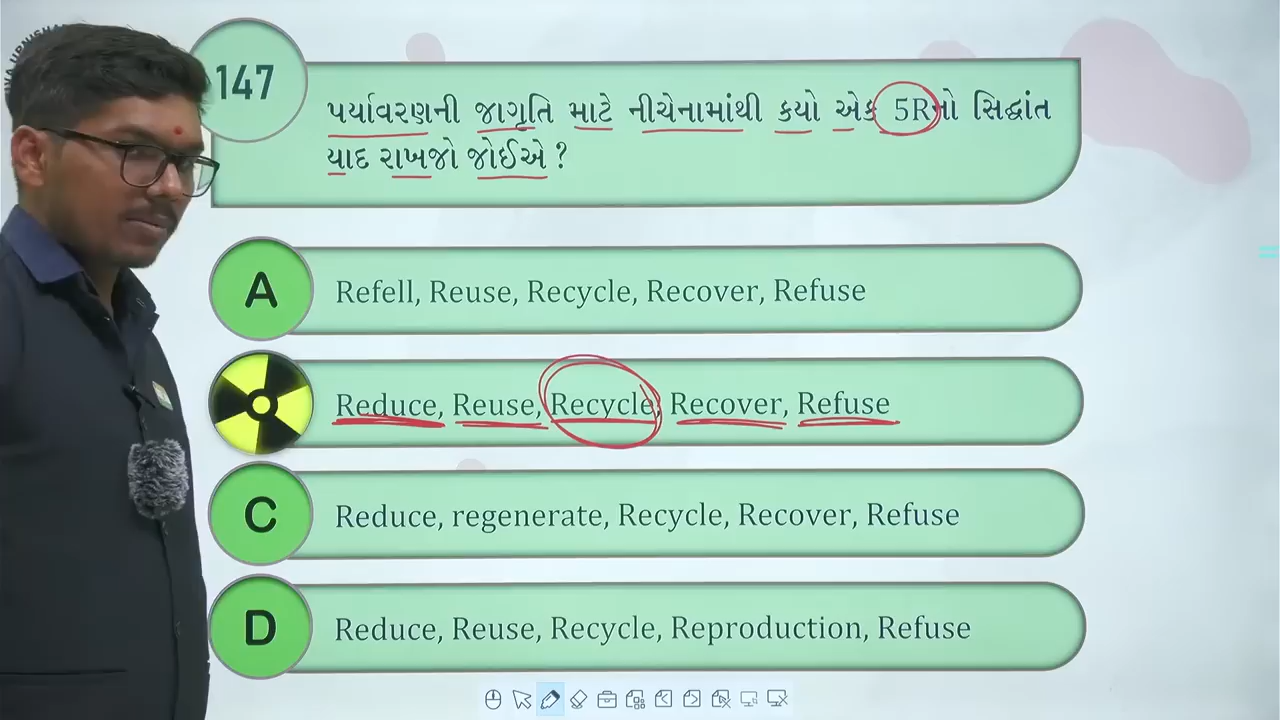 147
પર્યાવરણની જાગૃતિ માટે નીચેનામાંથી કયો એક 5Rનો સિદ્ધાંત
યાદ રાખજો જોઈએ ?
A
Refell, Reuse, Recycle, Recover, Refuse
Reduce, Reuse, Recycle, Recover, Refuse
C
Reduce, regenerate, Recycle, Recover, Refuse
D
Reduce, Reuse, Recycle, Reproduction, Refuse